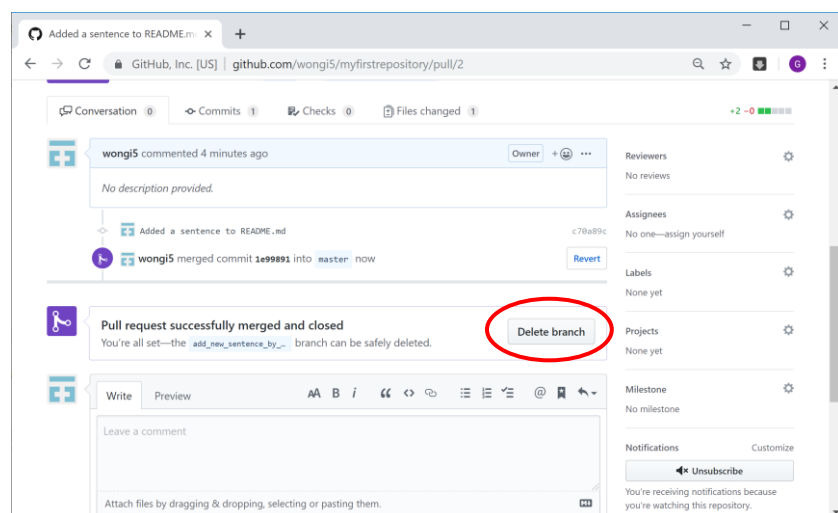 Added a sentence to README.m
GitHub, Inc. [US] | github.com/wongi5/myfirstrepository/pull/2
G
Conversation 0
Commits 1
Checks 0
Files changed 1
+2 −0
wongi5 commented 4 minutes ago
Owner
No description provided.
Added a sentence to README.md
c70a89c
wongi5 merged commit 1e99891 into master now
Revert
Pull request successfully merged and closed
You're all set—the add_new_sentence_by_… branch can be safely deleted.
Delete branch
Write
Preview
AA B i
Leave a comment
Attach files by dragging & dropping, selecting or pasting them.
Reviewers
No reviews
Assignees
No one—assign yourself
Labels
None yet
Projects
None yet
Milestone
No milestone
Notifications
Customize
Unsubscribe
You're receiving notifications because
you're watching this repository.